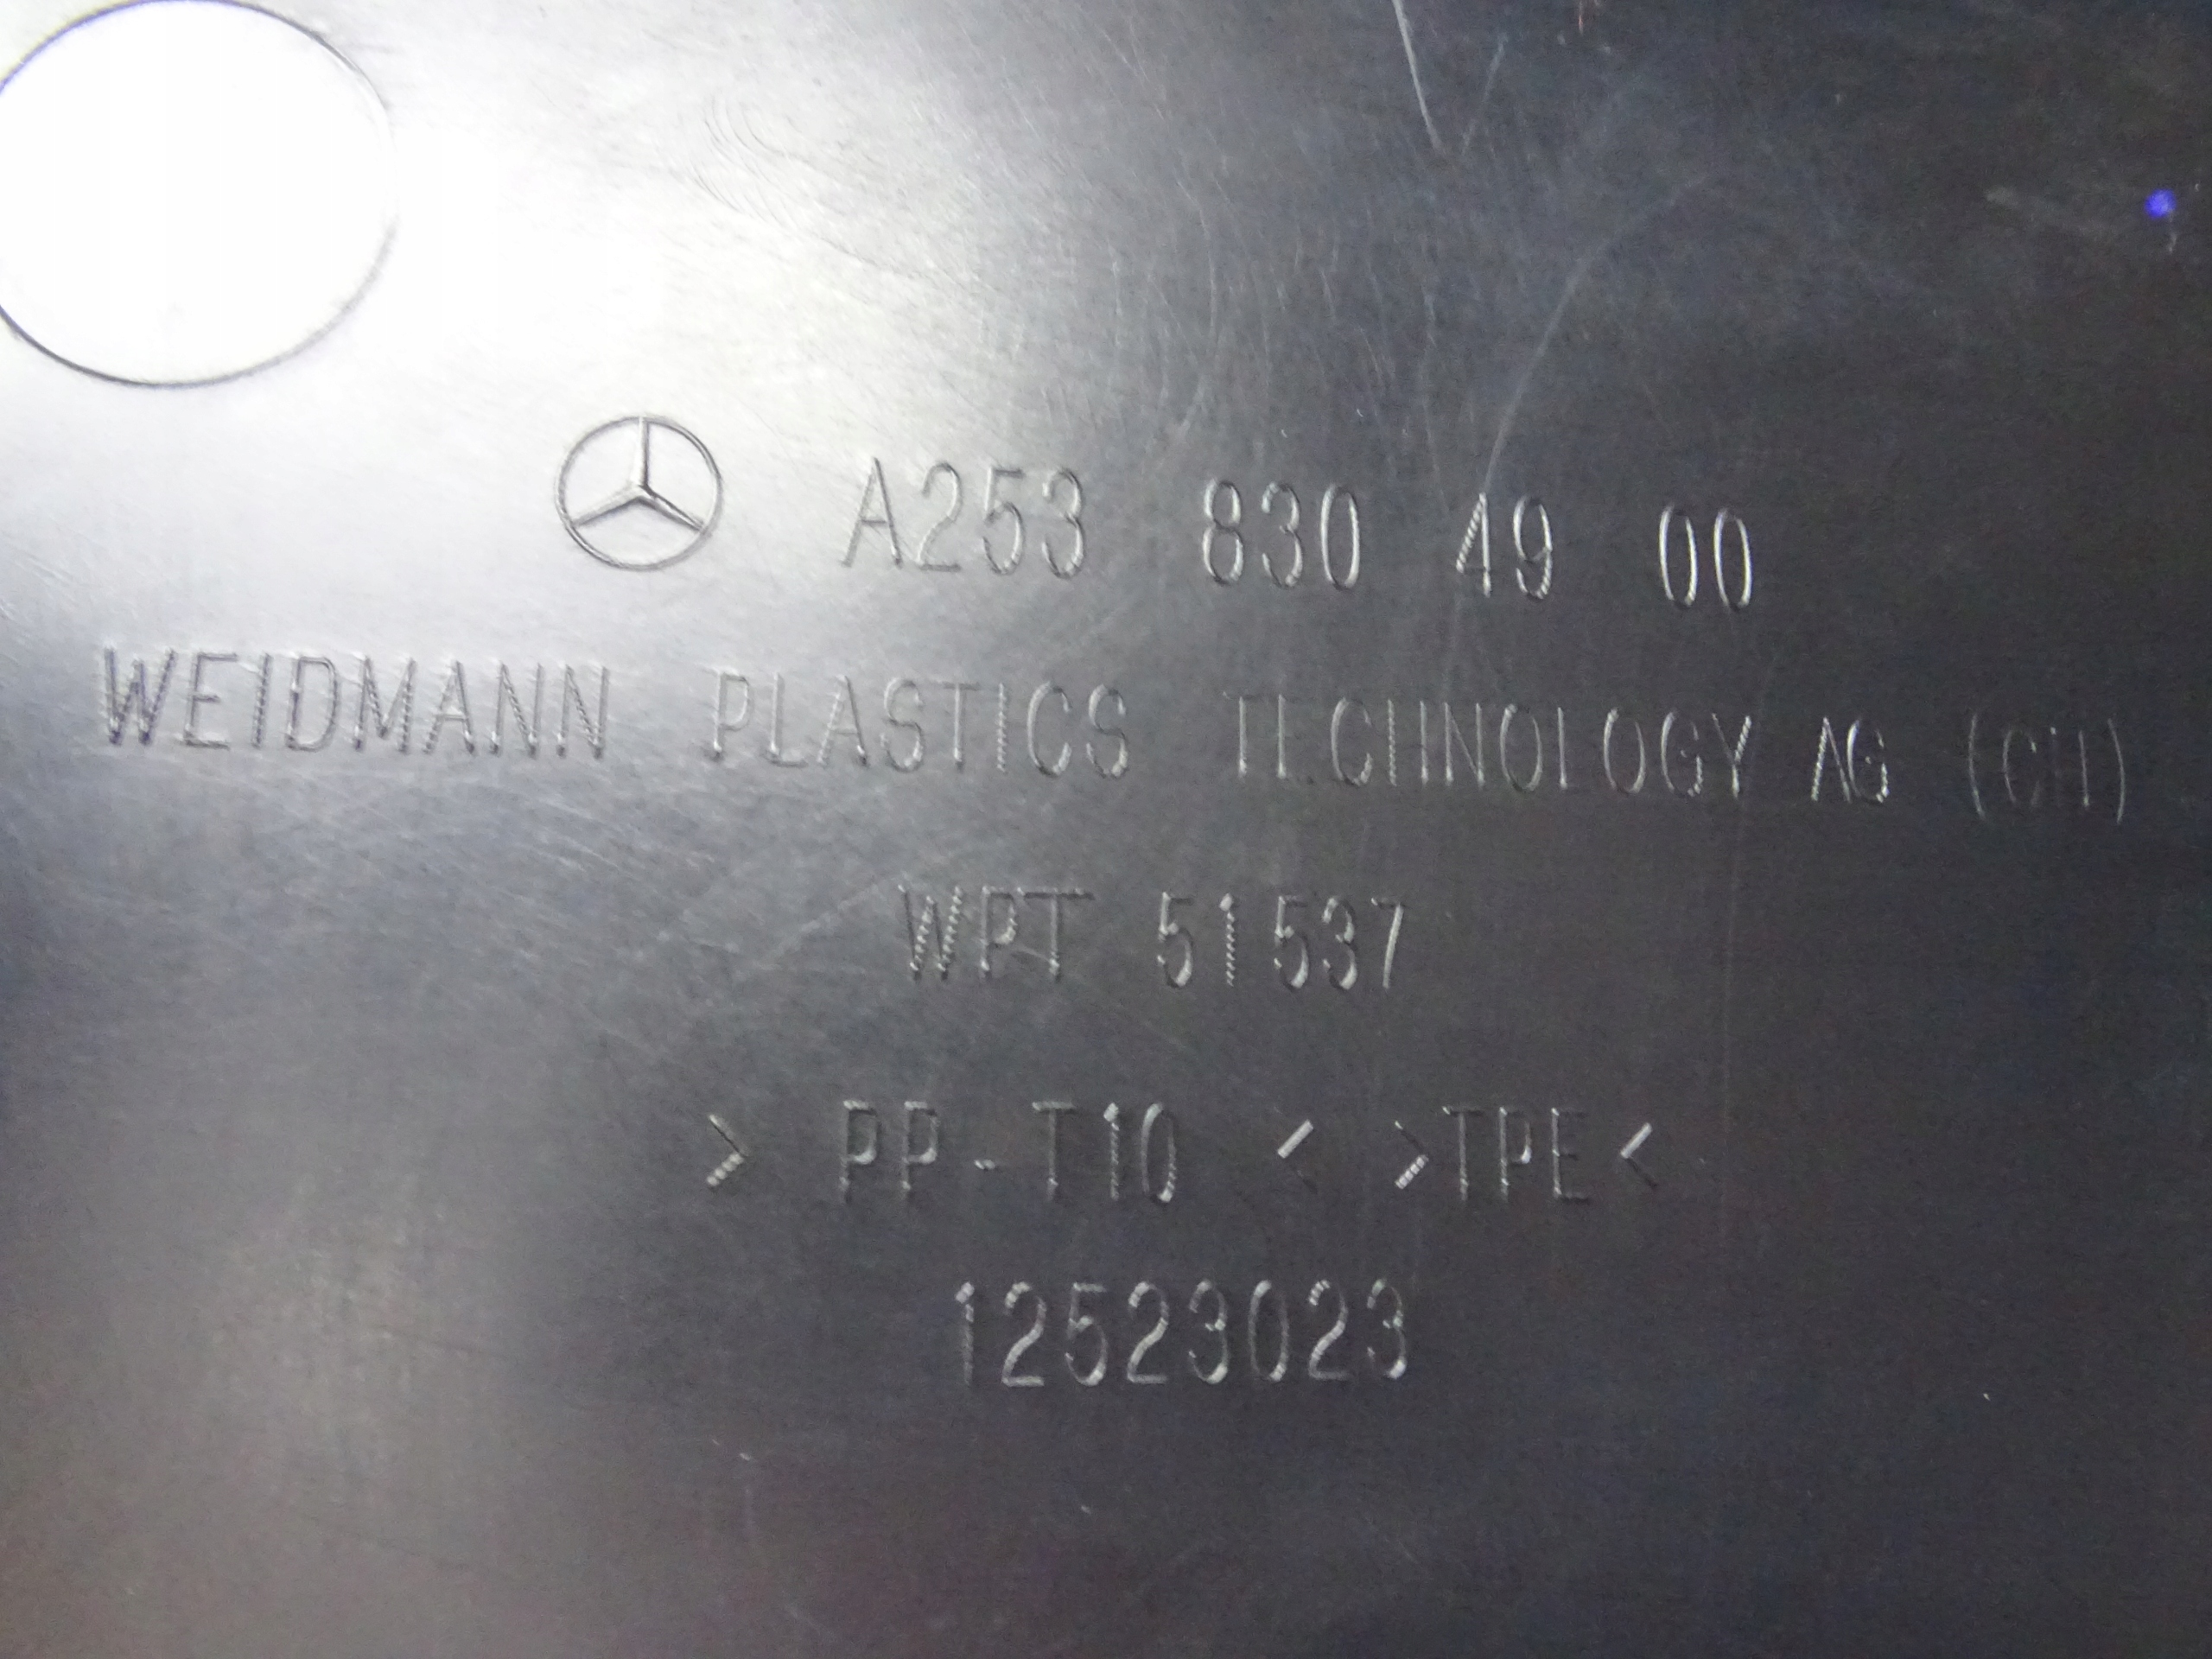 A253 830 49 00
WEIDMANN PLASTICS TECHNOLOGY AG (CH)
WPT 51537
> PP-T10 < >TPE<
12523023